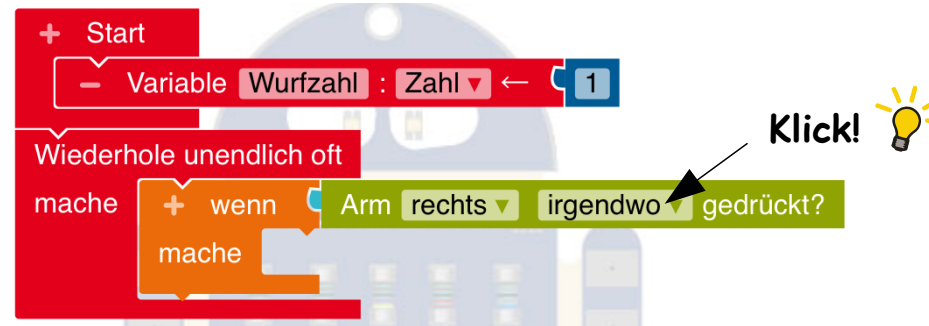 + Start
− Variable Wurfzahl : Zahl ▾ ← 1
Klick!
Wiederhole unendlich oft
mache + wenn Arm rechts ▾ irgendwo ▾ gedrückt?
mache